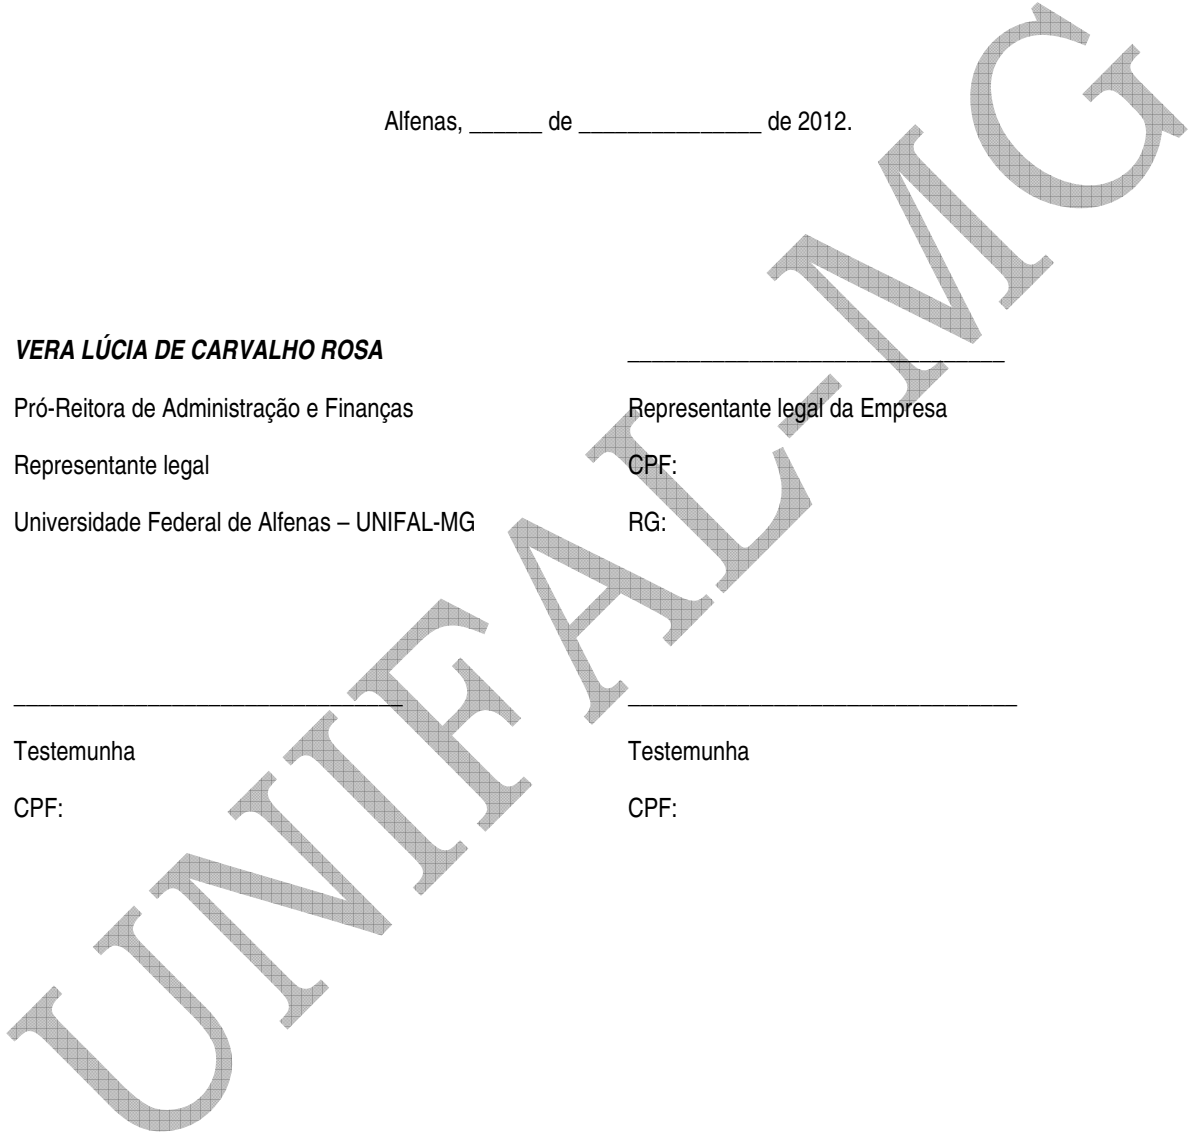 Alfenas, ______ de _______________ de 2012.
VERA LÚCIA DE CARVALHO ROSA
Pró-Reitora de Administração e Finanças
Representante legal
Universidade Federal de Alfenas – UNIFAL-MG
_______________________________
Representante legal da Empresa
CPF:
RG:
________________________________
Testemunha
CPF:
________________________________
Testemunha
CPF:
UNIFAL-MG